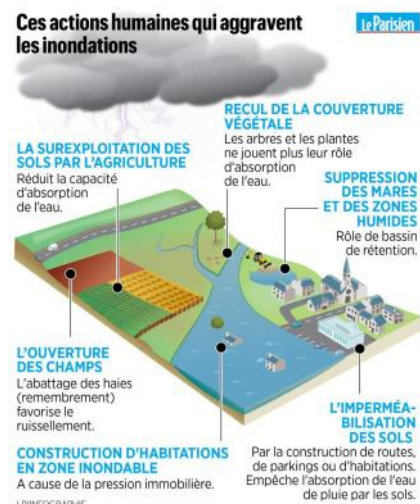 Ces actions humaines qui aggravent
les inondations
Le Parisien
RECUL DE LA COUVERTURE
VÉGÉTALE
Les arbres et les plantes
ne jouent plus leur rôle
d'absorption
de l'eau.
LA SUREXPLOITATION DES
SOLS PAR L'AGRICULTURE
Réduit la capacité
d'absorption
de l'eau.
SUPPRESSION
DES MARES
ET DES ZONES
HUMIDES
Rôle de bassin
de rétention.
L'OUVERTURE
DES CHAMPS
L'abattage des haies
(remembrement)
favorise le
ruissellement.
CONSTRUCTION D'HABITATIONS
EN ZONE INONDABLE
A cause de la pression immobilière.
L'IMPERMÉA-
BILISATION
DES SOLS
Par la construction de routes,
de parkings ou d'habitations.
Empêche l'absorption de l'eau
de pluie par les sols.